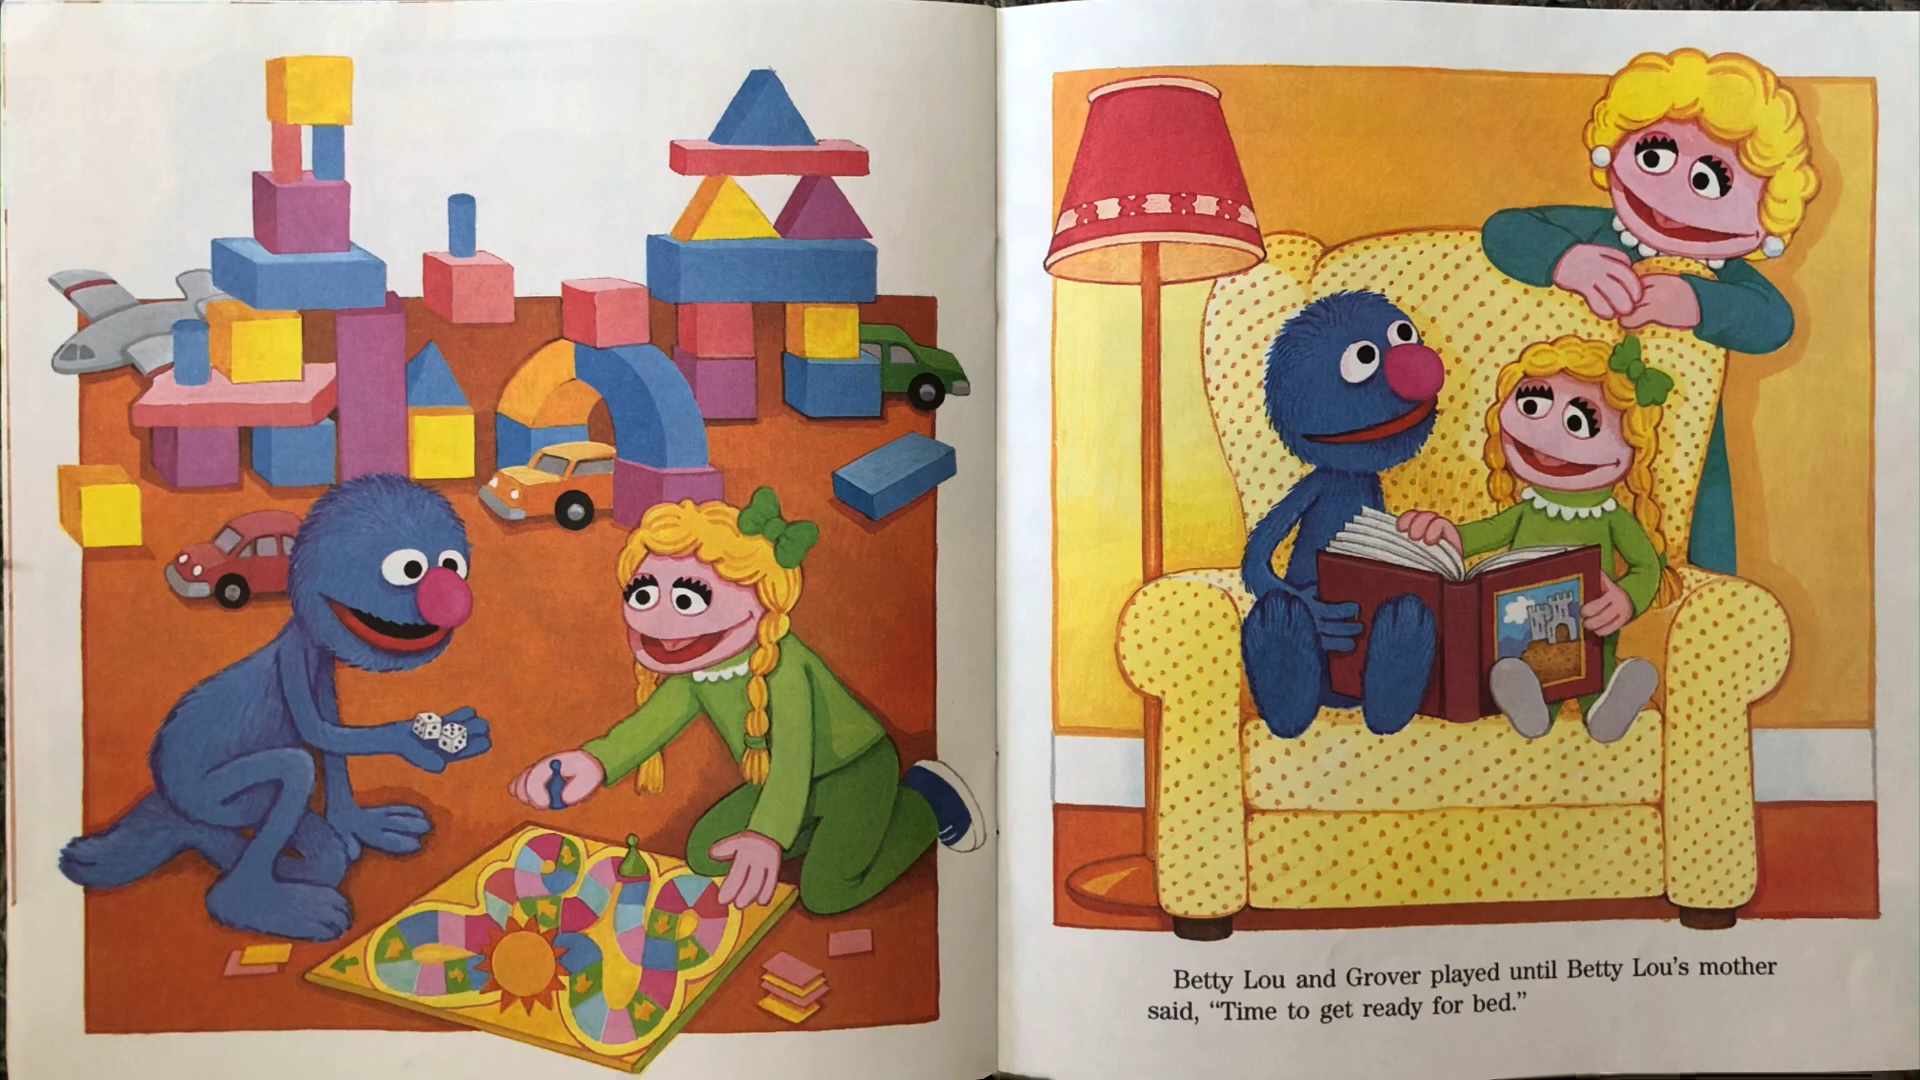 Betty Lou and Grover played until Betty Lou's mother
said, “Time to get ready for bed.”